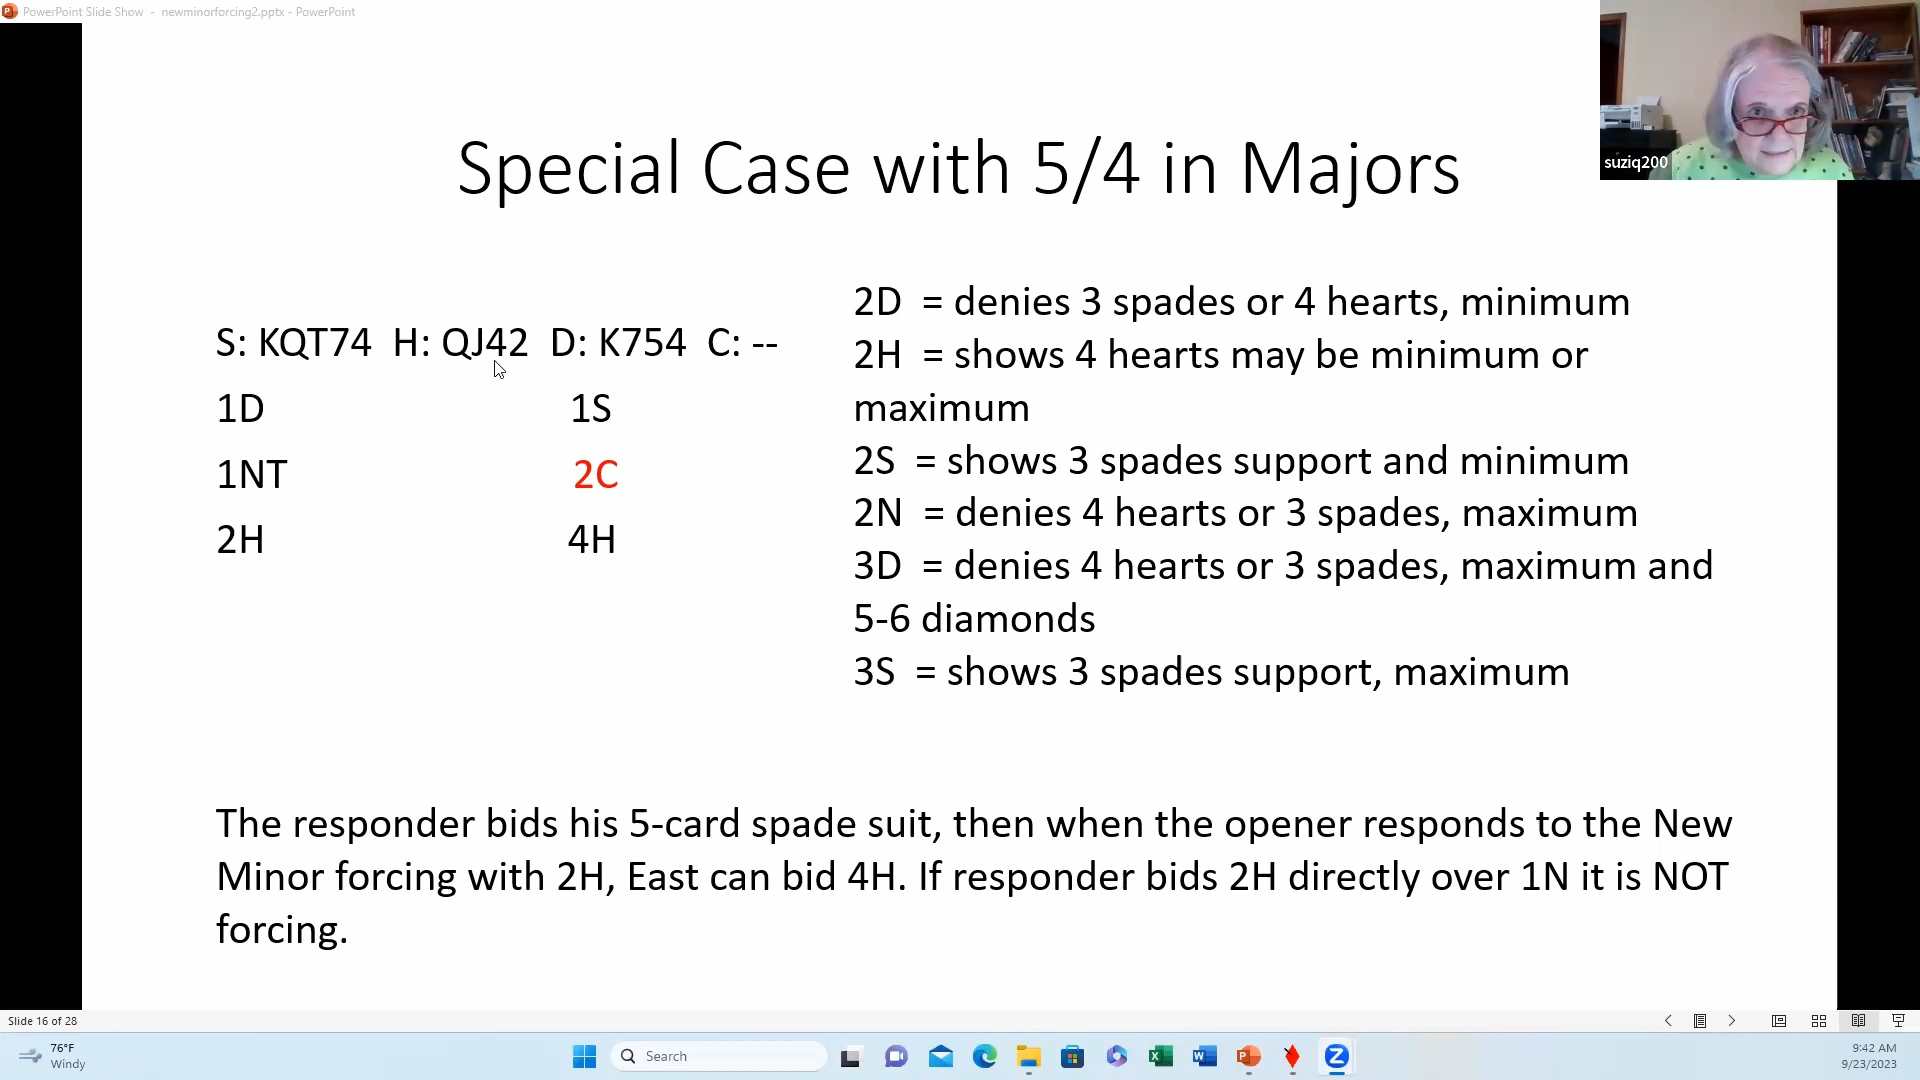 PowerPoint Slide Show - newminorforcing2.pptx - PowerPoint
suziq200
Special Case with 5/4 in Majors
S: KQT74 H: QJ42 D: K754 C: --
1D 1S
1NT 2C
2H 4H
2D = denies 3 spades or 4 hearts, minimum
2H = shows 4 hearts may be minimum or
maximum
2S = shows 3 spades support and minimum
2N = denies 4 hearts or 3 spades, maximum
3D = denies 4 hearts or 3 spades, maximum and
5-6 diamonds
3S = shows 3 spades support, maximum
The responder bids his 5-card spade suit, then when the opener responds to the New
Minor forcing with 2H, East can bid 4H. If responder bids 2H directly over 1N it is NOT
forcing.
Slide 16 of 28
76°F
Windy
Search
9:42 AM
9/23/2023